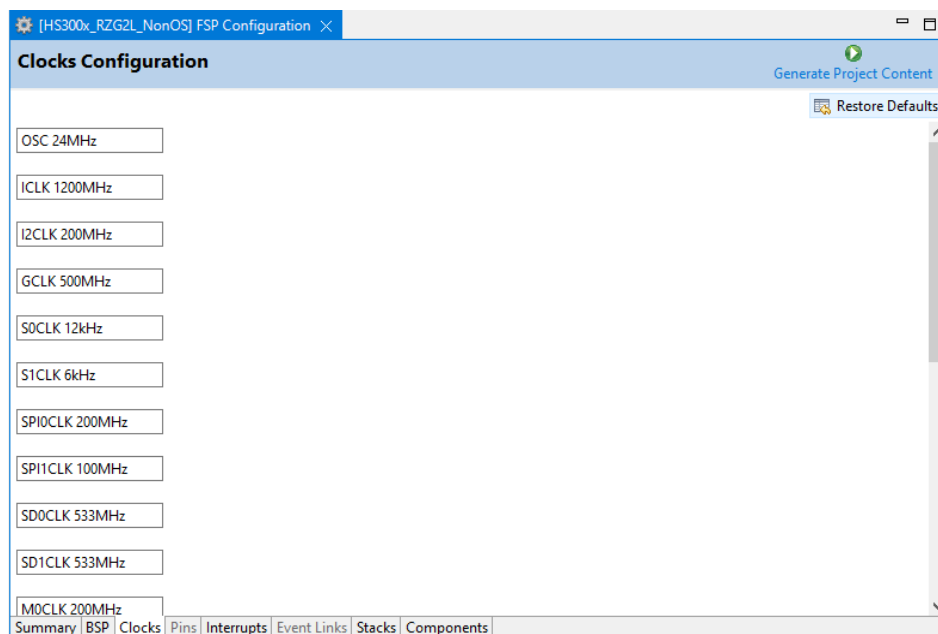 [HS300x_RZG2L_NonOS] FSP Configuration
Clocks Configuration
Generate Project Content
Restore Defaults
OSC 24MHz
ICLK 1200MHz
I2CLK 200MHz
GCLK 500MHz
S0CLK 12kHz
S1CLK 6kHz
SPI0CLK 200MHz
SPI1CLK 100MHz
SD0CLK 533MHz
SD1CLK 533MHz
M0CLK 200MHz
Summary BSP Clocks Pins Interrupts Event Links Stacks Components